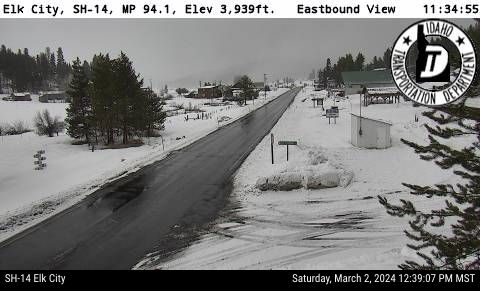 Elk City, SH-14, MP 94.1, Elev 3,939ft. Eastbound View 11:34:55
IDAHO
TRANSPORTATION DEPARTMENT
SH-14 Elk City Saturday, March 2, 2024 12:39:07 PM MST